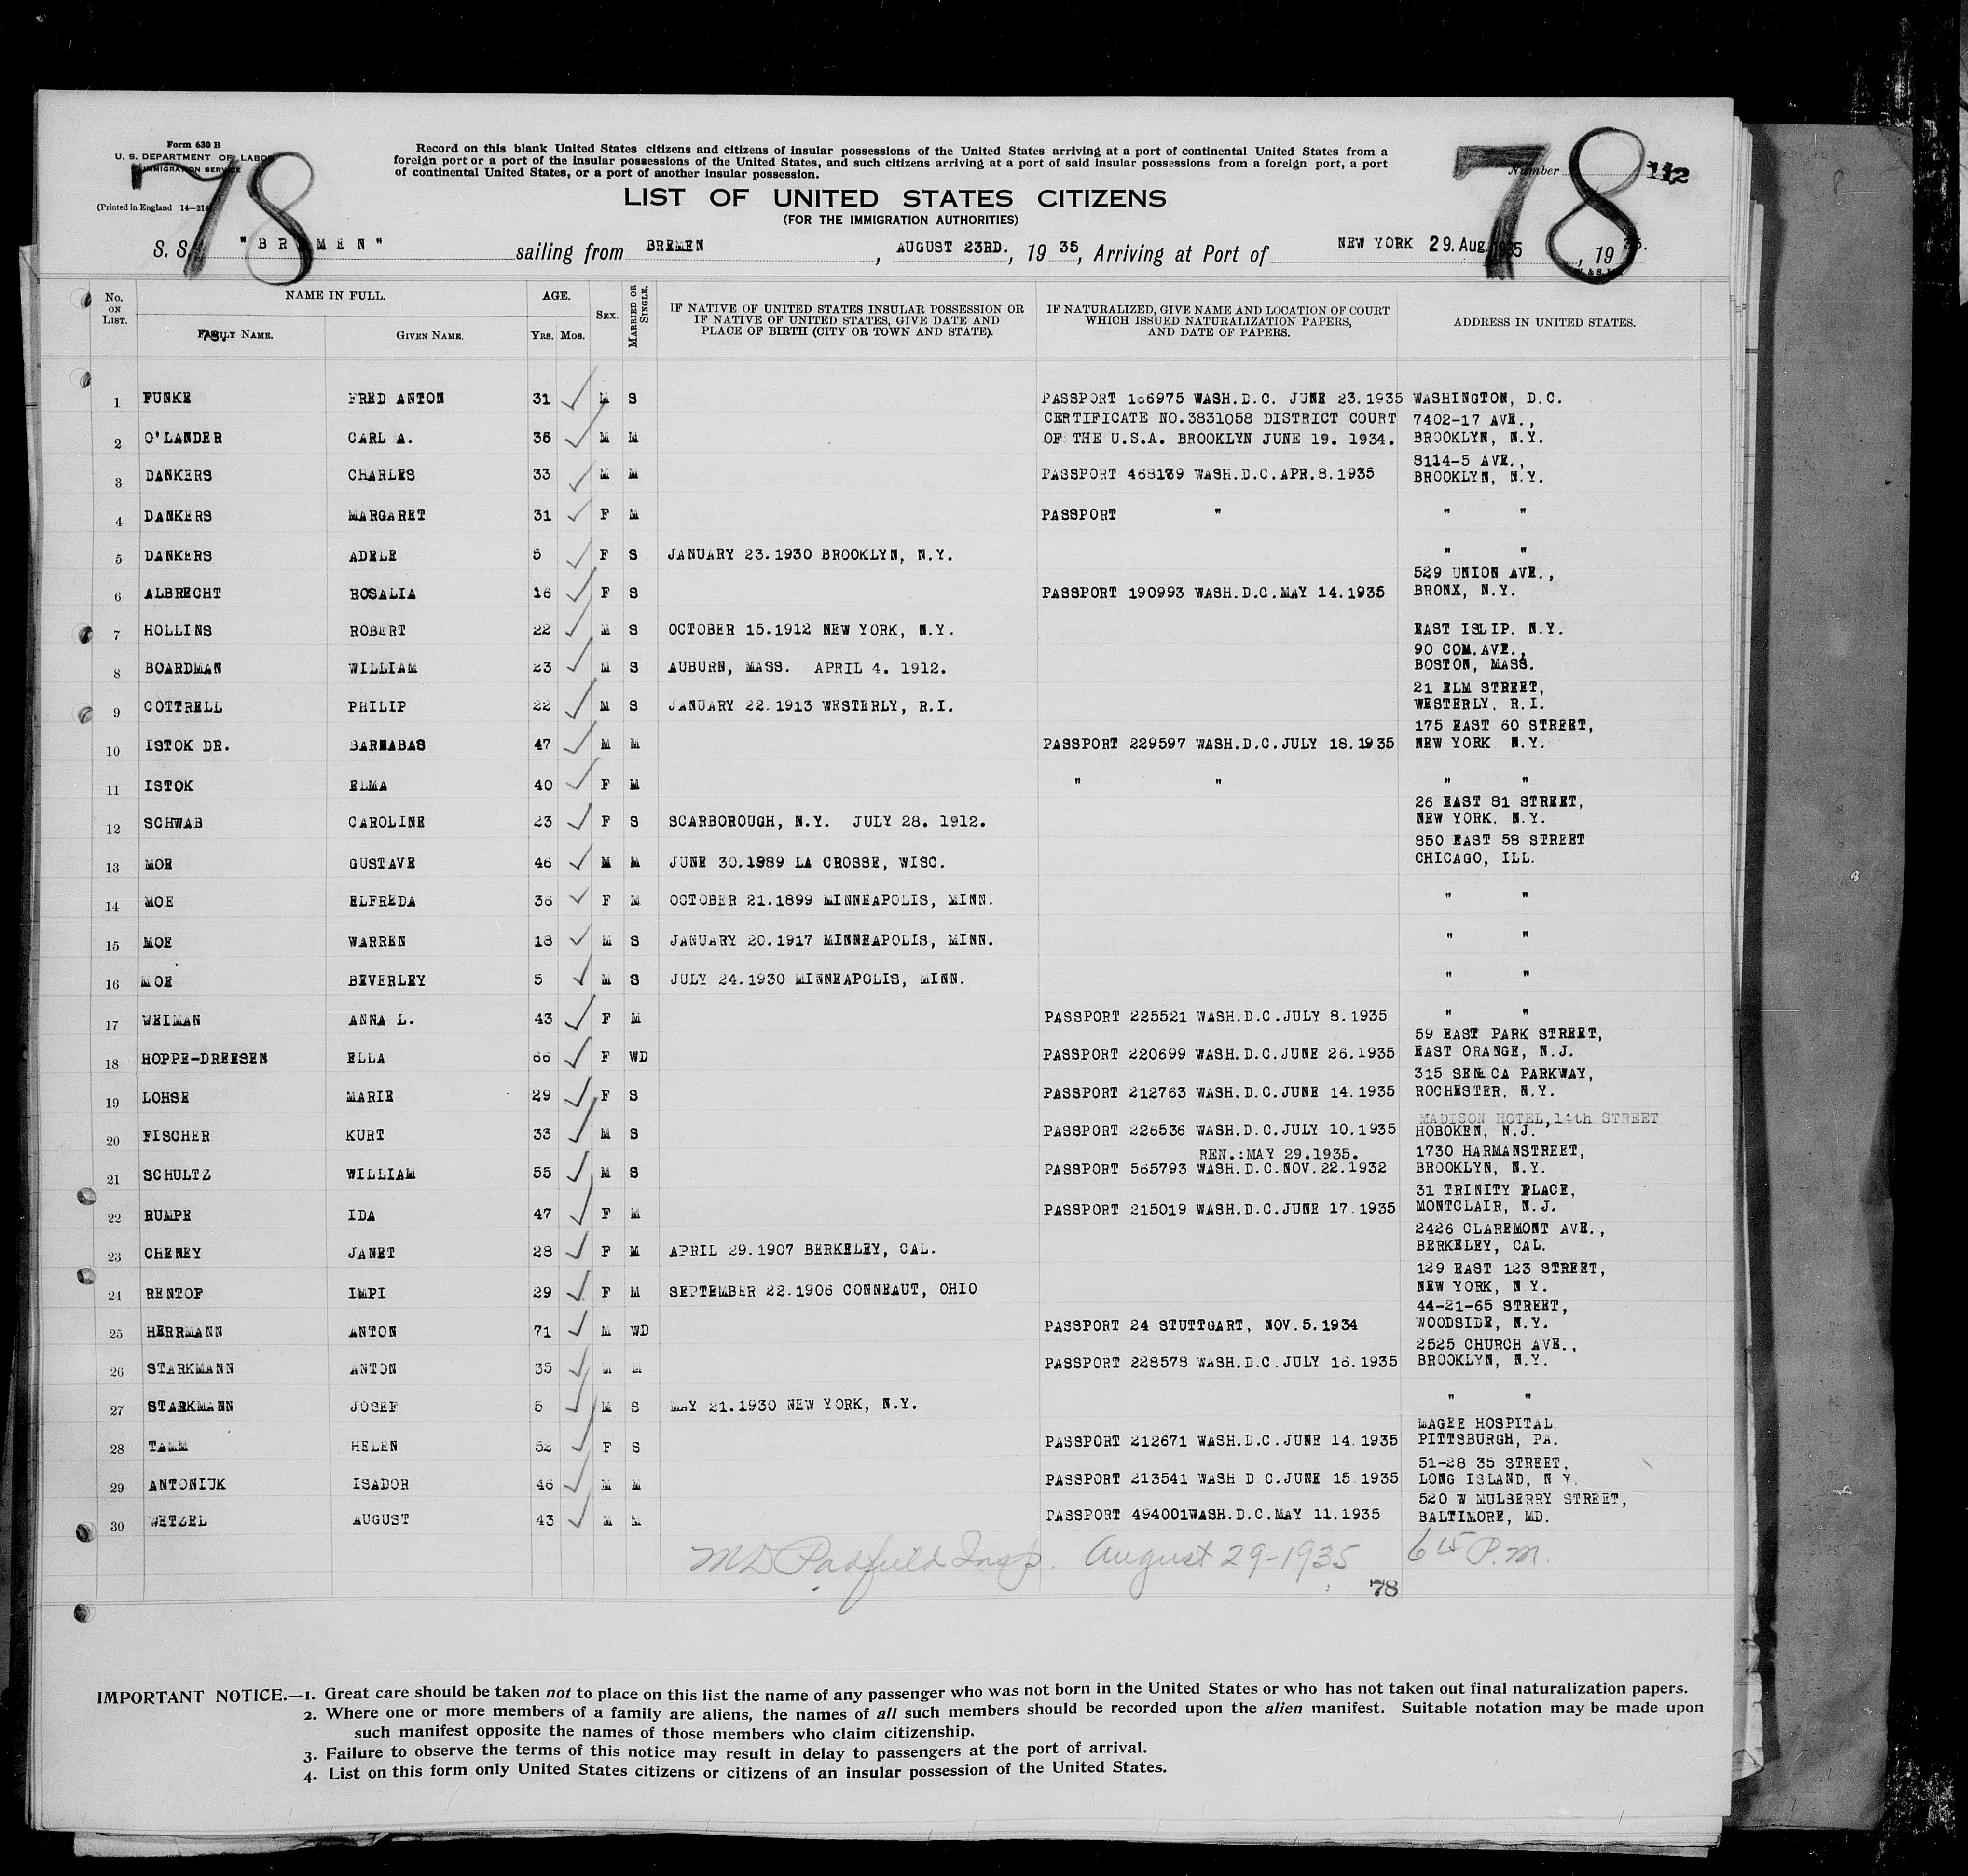 Form 630 B
U. S. DEPARTMENT OF LABOR
IMMIGRATION SERVICE
(Printed in England 14—214
78
Record on this blank United States citizens and citizens of insular possessions of the United States arriving at a port of continental United States from a
foreign port or a port of the insular possessions of the United States, and such citizens arriving at a port of said insular possessions from a foreign port, a port
of continental United States, or a port of another insular possession.
78
Number 112
LIST OF UNITED STATES CITIZENS
(FOR THE IMMIGRATION AUTHORITIES)
S. S. "BREMEN" sailing from BREMEN, AUGUST 23RD., 19 35, Arriving at Port of NEW YORK 29. Aug. 1935, 19 35.
No. ON LIST. NAME IN FULL. AGE. SEX. MARRIED OR SINGLE. IF NATIVE OF UNITED STATES INSULAR POSSESSION OR IF NATIVE OF UNITED STATES, GIVE DATE AND PLACE OF BIRTH (CITY OR TOWN AND STATE). IF NATURALIZED, GIVE NAME AND LOCATION OF COURT WHICH ISSUED NATURALIZATION PAPERS, AND DATE OF PAPERS. ADDRESS IN UNITED STATES.
78. FAMILY NAME. GIVEN NAME. YRS. MOS.
1 FUNKE FRED ANTON 31 M S PASSPORT 166975 WASH.D.C. JUNE 23.1935 WASHINGTON, D.C.
CERTIFICATE NO.3831058 DISTRICT COURT 7402-17 AVE.,
2 O'LANDER CARL A. 36 M M OF THE U.S.A. BROOKLYN JUNE 19. 1934. BROOKLYN, N.Y.
8114-5 AVE.,
3 DANKERS CHARLES 33 M M PASSPORT 468139 WASH.D.C.APR.8.1935 BROOKLYN, N.Y.
4 DANKERS MARGARET 31 F M PASSPORT " " "
5 DANKERS ADELE 5 F S JANUARY 23.1930 BROOKLYN, N.Y. " "
529 UNION AVE.,
6 ALBRECHT ROSALIA 16 F S PASSPORT 190993 WASH.D.C.MAY 14.1935 BRONX, N.Y.
7 HOLLINS ROBERT 22 M S OCTOBER 15.1912 NEW YORK, N.Y. EAST ISLIP. N.Y.
90 COM.AVE.,
8 BOARDMAN WILLIAM 23 M S AUBURN, MASS. APRIL 4. 1912. BOSTON, MASS.
21 ELM STREET,
9 COTTRELL PHILIP 22 M S JANUARY 22.1913 WESTERLY, R.I. WESTERLY, R.I.
175 EAST 60 STREET,
10 ISTOK DR. BARNABAS 47 M M PASSPORT 229597 WASH.D.C.JULY 18.1935 NEW YORK N.Y.
11 ISTOK ELMA 40 F M " " " "
26 EAST 81 STREET,
12 SCHWAB CAROLINE 23 F S SCARBOROUGH, N.Y. JULY 28. 1912. NEW YORK. N.Y.
850 EAST 58 STREET
13 MOE GUSTAVE 46 M M JUNE 30.1889 LA CROSSE, WISC. CHICAGO, ILL.
14 MOE ELFREDA 36 F M OCTOBER 21.1899 MINNEAPOLIS, MINN. " "
15 MOE WARREN 18 M S JANUARY 20.1917 MINNEAPOLIS, MINN. " "
16 MOE BEVERLEY 5 M S JULY 24.1930 MINNEAPOLIS, MINN. " "
17 WEIMAN ANNA L. 43 F M PASSPORT 225521 WASH.D.C.JULY 8.1935 " "
59 EAST PARK STREET,
18 HOPPE-DREESEN ELLA 66 F WD PASSPORT 220699 WASH.D.C.JUNE 26.1935 EAST ORANGE, N.J.
315 SENECA PARKWAY,
19 LOHSE MARIE 29 F S PASSPORT 212763 WASH.D.C.JUNE 14.1935 ROCHESTER, N.Y.
MADISON HOTEL,14th STREET
20 FISCHER KURT 33 M S PASSPORT 226536 WASH.D.C.JULY 10.1935 HOBOKEN, N.J.
REN.:MAY 29.1935. 1730 HARMANSTREET,
21 SCHULTZ WILLIAM 55 M S PASSPORT 565793 WASH.D.C.NOV.22.1932 BROOKLYN, N.Y.
31 TRINITY PLACE,
22 RUMPE IDA 47 F M PASSPORT 215019 WASH.D.C.JUNE 17.1935 MONTCLAIR, N.J.
2426 CLAREMONT AVE.,
23 CHENEY JANET 28 F M APRIL 29.1907 BERKELEY, CAL. BERKELEY, CAL.
129 EAST 123 STREET,
24 RENTOF IMPI 29 F M SEPTEMBER 22.1906 CONNEAUT, OHIO NEW YORK, N.Y.
44-21-65 STREET,
25 HERRMANN ANTON 71 M WD PASSPORT 24 STUTTGART, NOV.5.1934 WOODSIDE, N.Y.
2525 CHURCH AVE.,
26 STARKMANN ANTON 35 M M PASSPORT 228578 WASH.D.C.JULY 16.1935 BROOKLYN, N.Y.
27 STARKMANN JOSEF 5 M S MAY 21.1930 NEW YORK, N.Y. " "
MAGEE HOSPITAL
28 TAMM HELEN 52 F S PASSPORT 212671 WASH.D.C.JUNE 14.1935 PITTSBURGH, PA.
51-28 35 STREET,
29 ANTONIJK ISADOR 46 M M PASSPORT 213541 WASH D C.JUNE 15.1935 LONG ISLAND, N Y.
520 W MULBERRY STREET,
30 WETZEL AUGUST 43 M M PASSPORT 494001WASH.D.C.MAY 11.1935 BALTIMORE, MD.
MD Padfield Insp. August 29-1935 6 15 P.M.
78
IMPORTANT NOTICE.—1. Great care should be taken not to place on this list the name of any passenger who was not born in the United States or who has not taken out final naturalization papers.
2. Where one or more members of a family are aliens, the names of all such members should be recorded upon the alien manifest. Suitable notation may be made upon
such manifest opposite the names of those members who claim citizenship.
3. Failure to observe the terms of this notice may result in delay to passengers at the port of arrival.
4. List on this form only United States citizens or citizens of an insular possession of the United States.